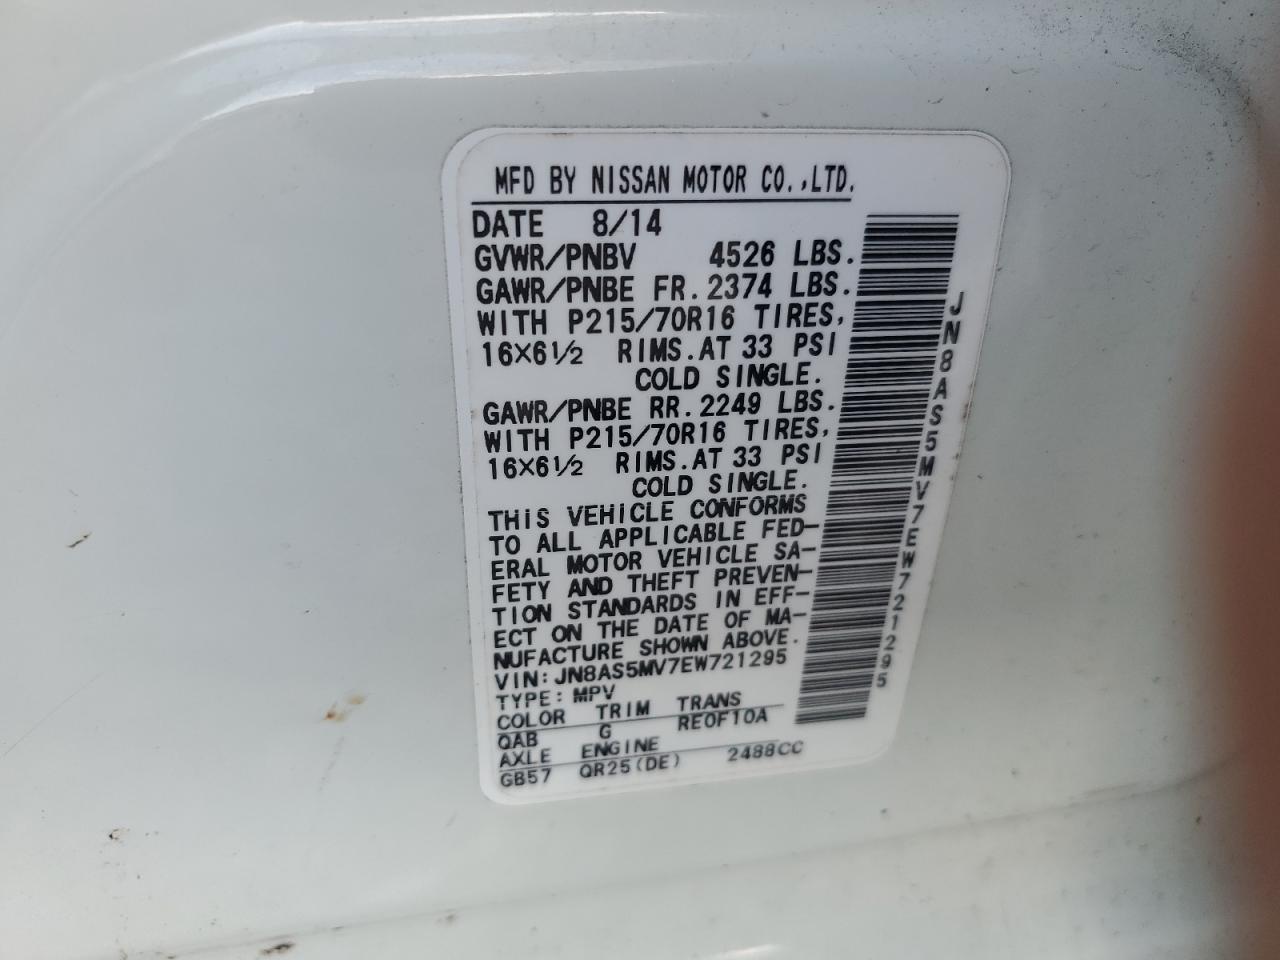 MFD BY NISSAN MOTOR CO.,LTD.
DATE 8/14
GVWR/PNBV 4526 LBS.
GAWR/PNBE FR. 2374 LBS.
WITH P215/70R16 TIRES,
16×6½ RIMS. AT 33 PSI
COLD SINGLE.
GAWR/PNBE RR. 2249 LBS.
WITH P215/70R16 TIRES,
16×6½ RIMS. AT 33 PSI
COLD SINGLE.
THIS VEHICLE CONFORMS
TO ALL APPLICABLE FED-
ERAL MOTOR VEHICLE SA-
FETY AND THEFT PREVEN-
TION STANDARDS IN EFF-
ECT ON THE DATE OF MA-
NUFACTURE SHOWN ABOVE.
VIN: JN8AS5MV7EW721295
TYPE: MPV
COLOR TRIM TRANS
QAB G RE0F10A
AXLE ENGINE
GB57 QR25(DE) 2488CC
JN8AS5MV7EW721295